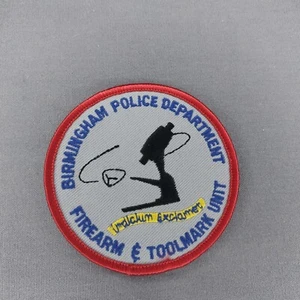 BIRMINGHAM POLICE DEPARTMENT
FIREARM & TOOLMARK UNIT